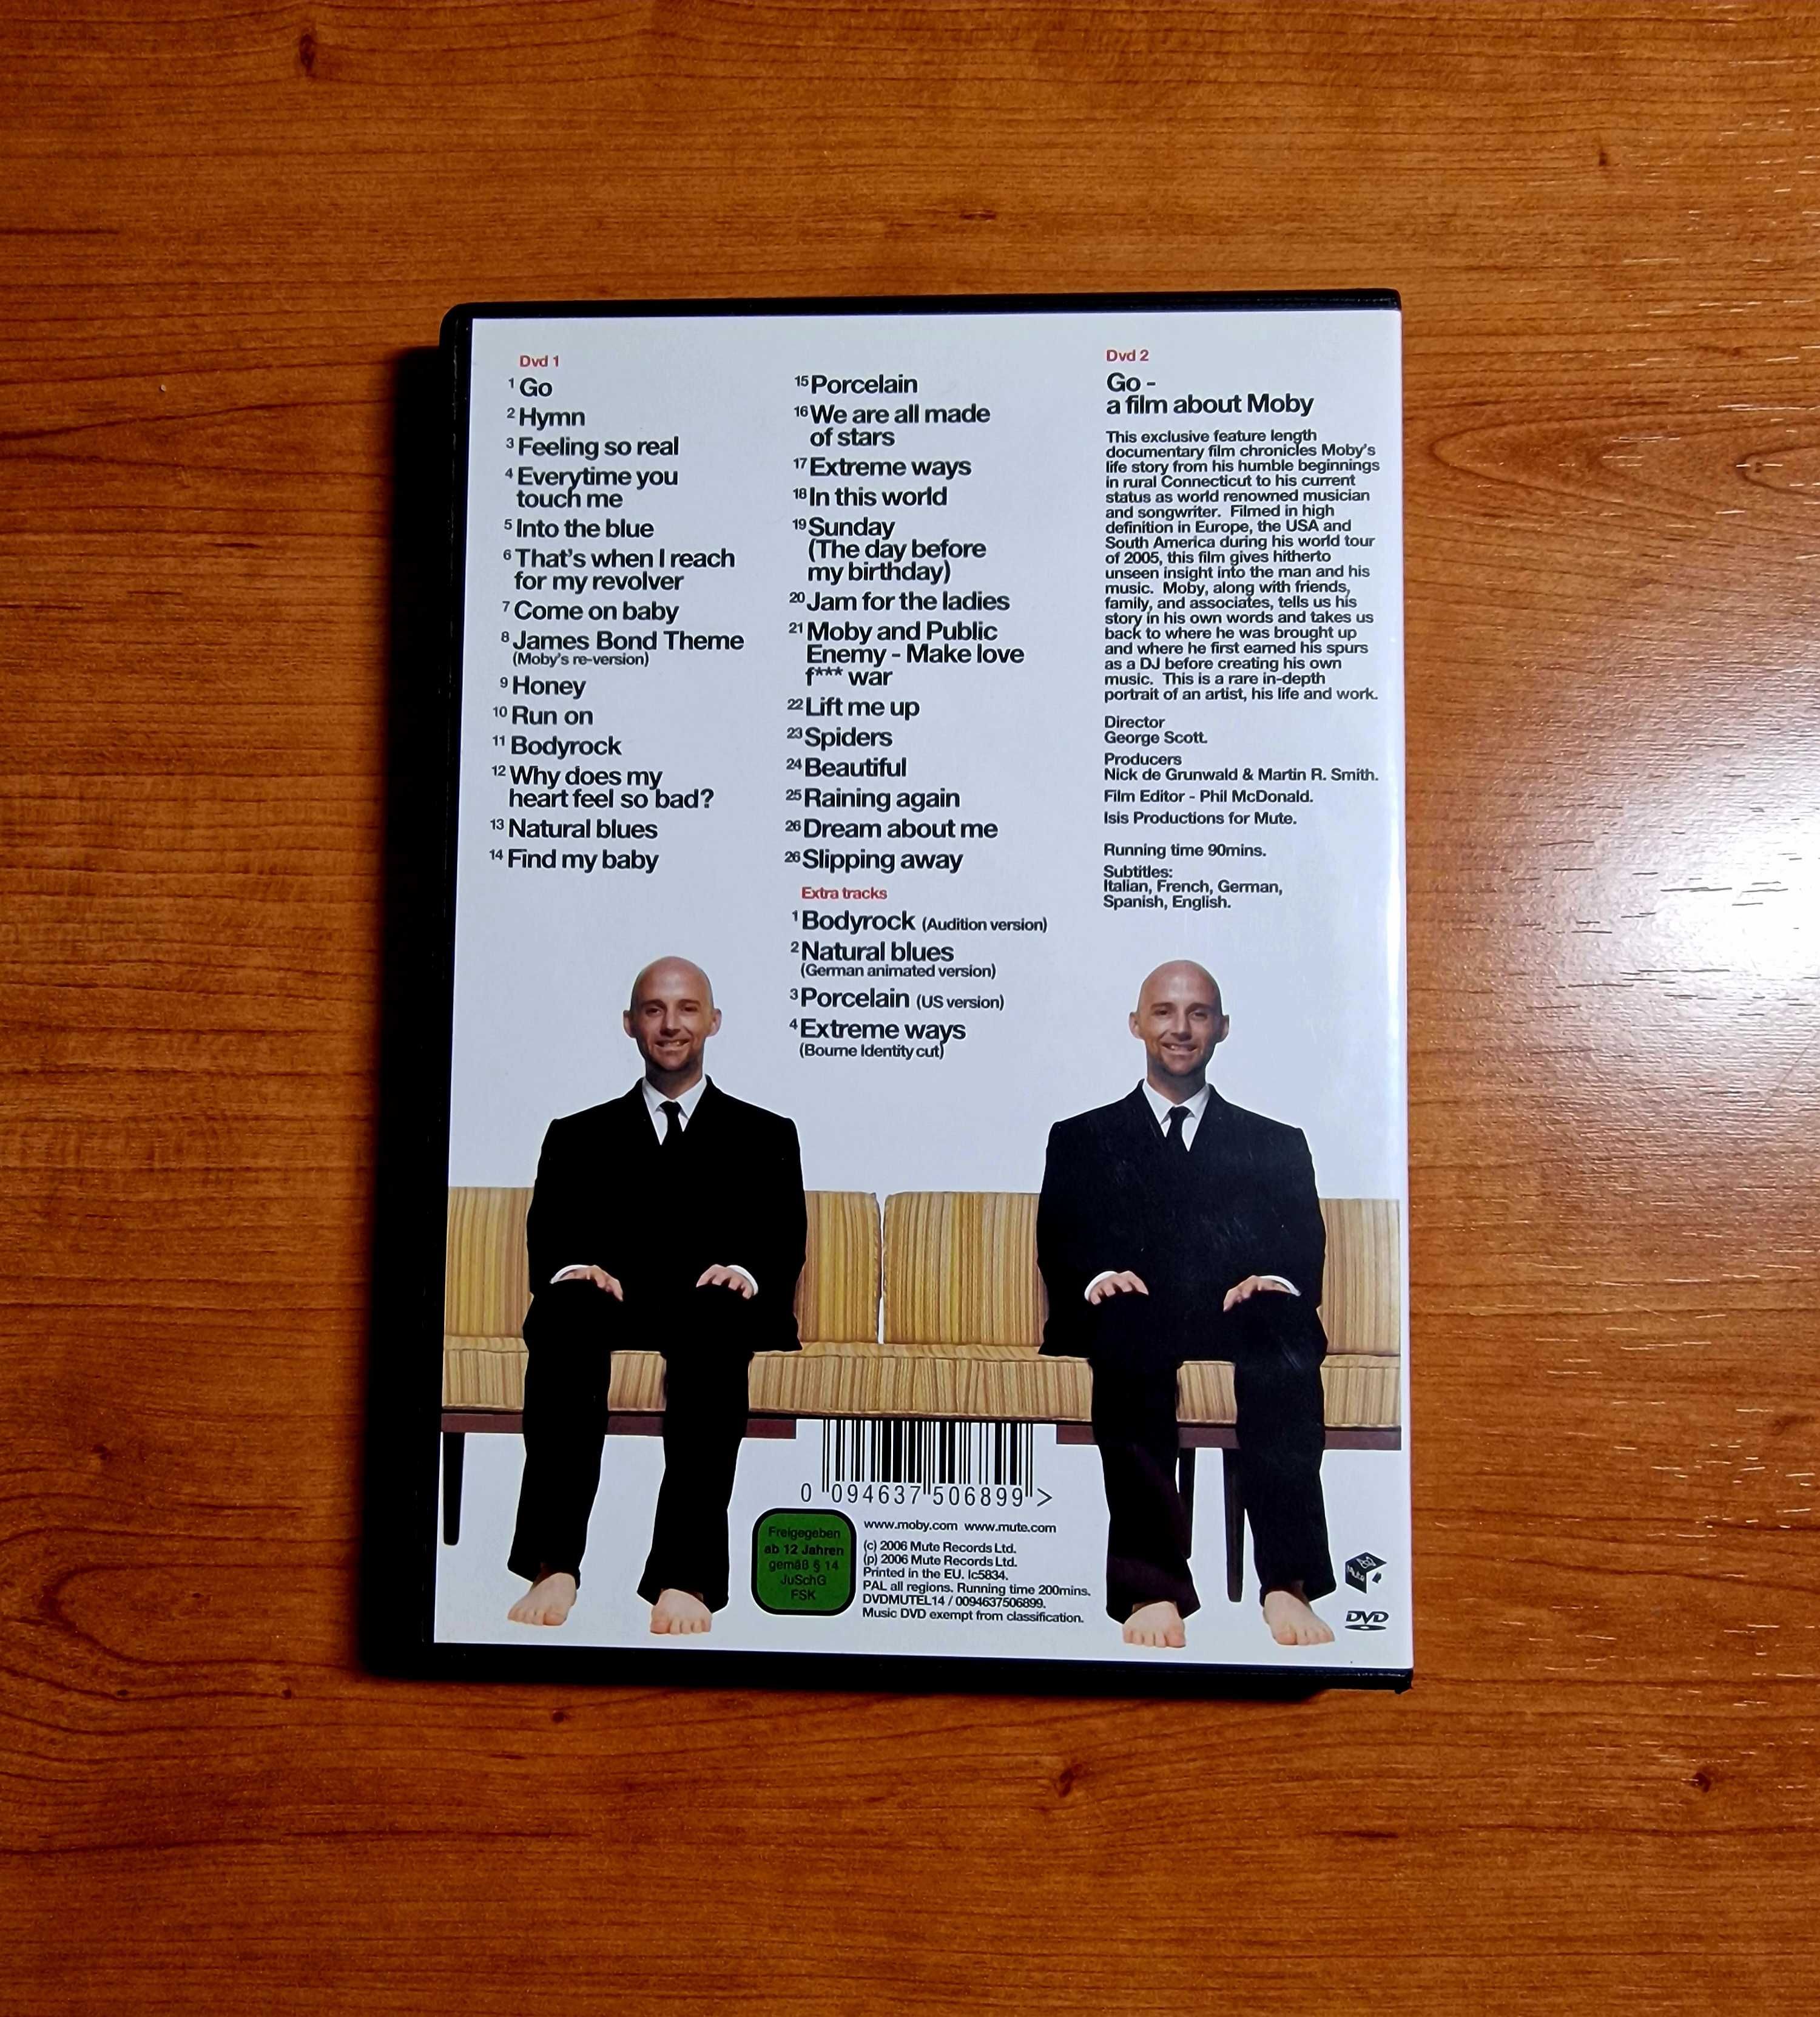 Dvd 1
1 Go
2 Hymn
3 Feeling so real
4 Everytime you
touch me
5 Into the blue
6 That's when I reach
for my revolver
7 Come on baby
8 James Bond Theme
(Moby's re-version)
9 Honey
10 Run on
11 Bodyrock
12 Why does my
heart feel so bad?
13 Natural blues
14 Find my baby
15 Porcelain
16 We are all made
of stars
17 Extreme ways
18 In this world
19 Sunday
(The day before
my birthday)
20 Jam for the ladies
21 Moby and Public
Enemy - Make love
f*** war
22 Lift me up
23 Spiders
24 Beautiful
25 Raining again
26 Dream about me
26 Slipping away
Extra tracks
1 Bodyrock (Audition version)
2 Natural blues
(German animated version)
3 Porcelain (US version)
4 Extreme ways
(Bourne Identity cut)
Dvd 2
Go -
a film about Moby
This exclusive feature length
documentary film chronicles Moby's
life story from his humble beginnings
in rural Connecticut to his current
status as world renowned musician
and songwriter. Filmed in high
definition in Europe, the USA and
South America during his world tour
of 2005, this film gives hitherto
unseen insight into the man and his
music. Moby, along with friends,
family, and associates, tells us his
story in his own words and takes us
back to where he was brought up
and where he first earned his spurs
as a DJ before creating his own
music. This is a rare in-depth
portrait of an artist, his life and work.
Director
George Scott.
Producers
Nick de Grunwald & Martin R. Smith.
Film Editor - Phil McDonald.
Isis Productions for Mute.
Running time 90mins.
Subtitles:
Italian, French, German,
Spanish, English.
0 094637 506899 >
Freigegeben
ab 12 Jahren
gemäß § 14
JuSchG
FSK
www.moby.com www.mute.com
(c) 2006 Mute Records Ltd.
(p) 2006 Mute Records Ltd.
Printed in the EU. lc5834.
PAL all regions. Running time 200mins.
DVDMUTEL14 / 0094637506899.
Music DVD exempt from classification.
Mute
DVD